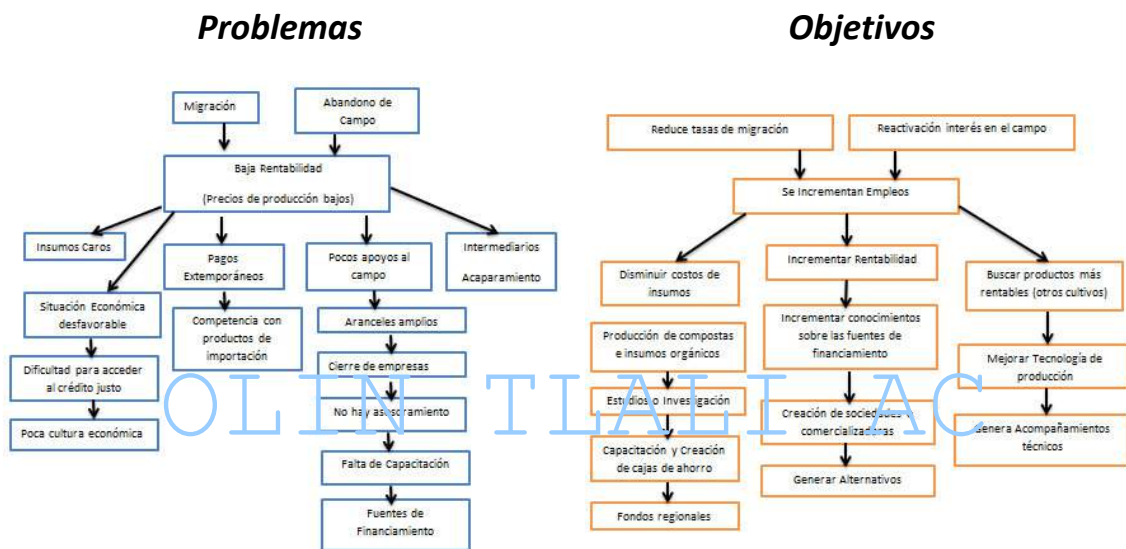 Problemas
Objetivos
Migración
Abandono de
Campo
Baja Rentabilidad
(Precios de producción bajos)
Insumos Caros
Pagos
Extemporáneos
Pocos apoyos al
campo
Intermediarios
Acaparamiento
Situación Económica
desfavorable
Competencia con
productos de
importación
Aranceles amplios
Dificultad para acceder
al crédito justo
Cierre de empresas
Poca cultura económica
No hay asesoramiento
Falta de Capacitación
Fuentes de
Financiamiento
Reduce tasas de migración
Reactivación interés en el campo
Se Incrementan Empleos
Disminuir costos de
insumos
Incrementar Rentabilidad
Buscar productos más
rentables (otros cultivos)
Producción de compostas
e insumos orgánicos
Incrementar conocimientos
sobre las fuentes de
financiamiento
Mejorar Tecnología de
producción
Estudios o Investigación
Creación de sociedades
comercializadoras
Genera Acompañamientos
técnicos
Capacitación y Creación
de cajas de ahorro
Generar Alternativos
Fondos regionales
OLIN TLALI AC